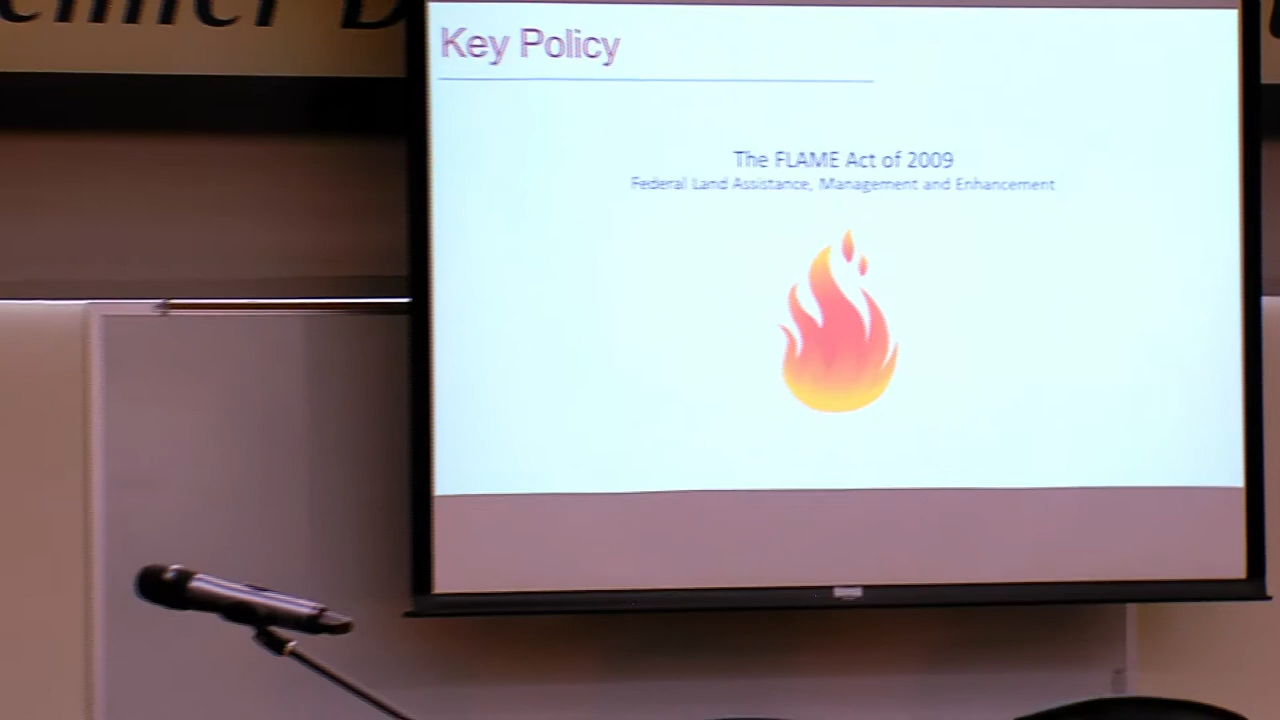 Key Policy
The FLAME Act of 2009
Federal Land Assistance, Management and Enhancement